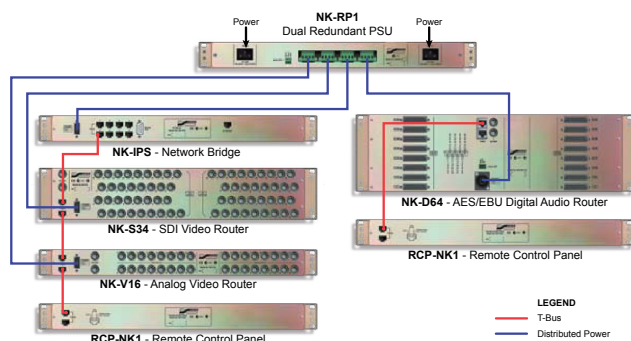 NK-RP1
Dual Redundant PSU
Power
Power
NK-IPS - Network Bridge
NK-S34 - SDI Video Router
NK-V16 - Analog Video Router
RCP-NK1 - Remote Control Panel
NK-D64 - AES/EBU Digital Audio Router
RCP-NK1 - Remote Control Panel
LEGEND
T-Bus
Distributed Power